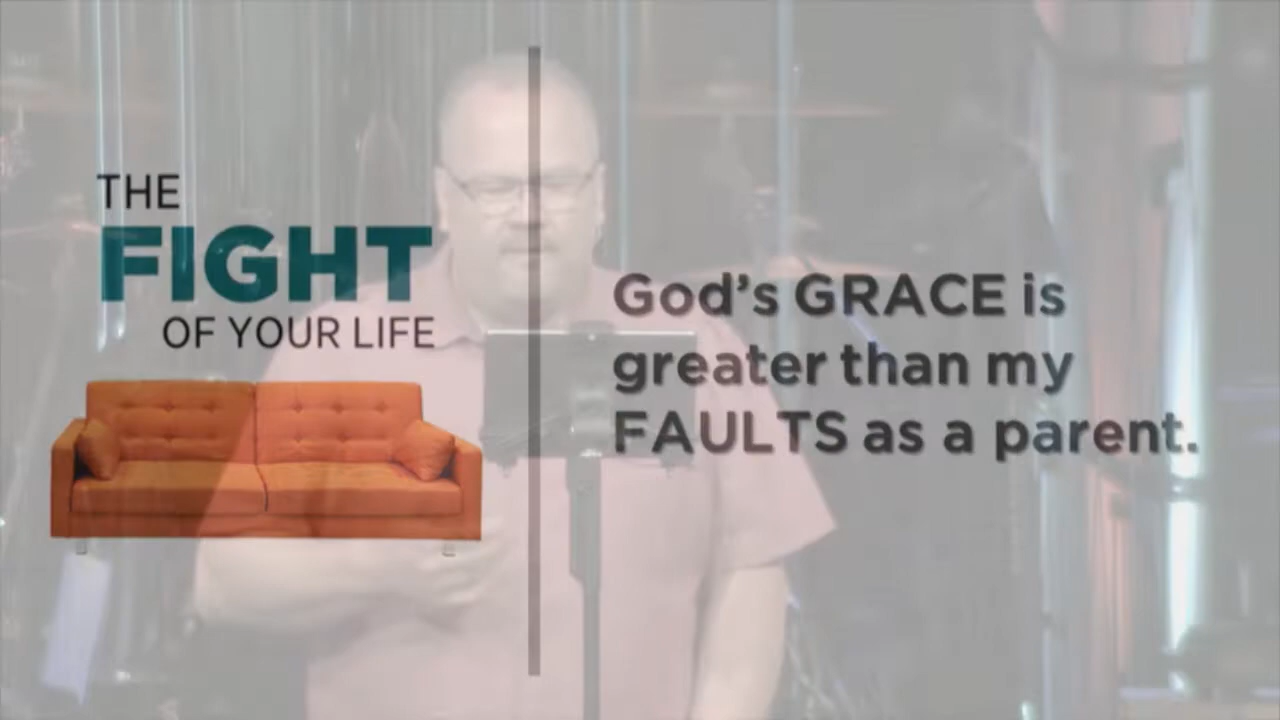 THE
FIGHT
OF YOUR LIFE
God's GRACE is
greater than my
FAULTS as a parent.